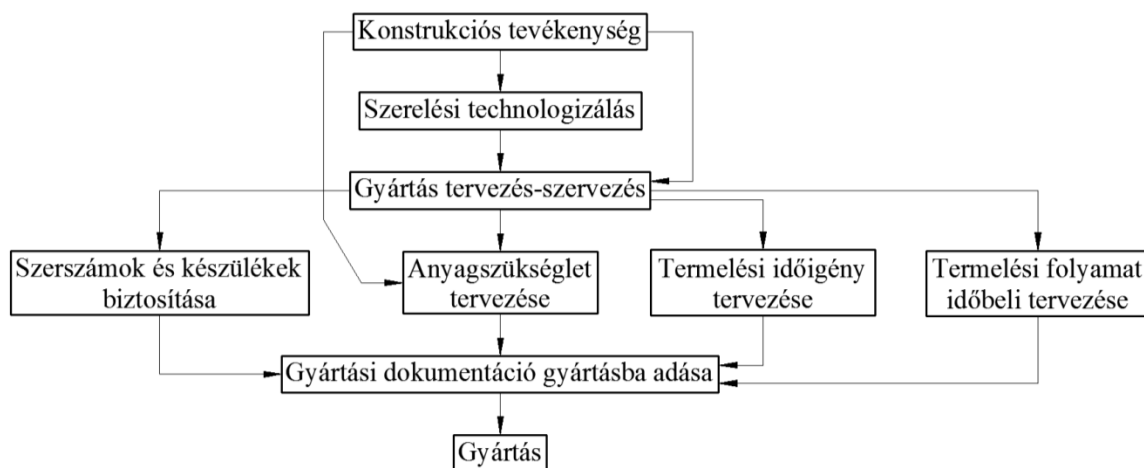 Konstrukciós tevékenység
Szerelési technologizálás
Gyártás tervezés-szervezés
Szerszámok és készülékek
biztosítása
Anyagszükséglet
tervezése
Termelési időigény
tervezése
Termelési folyamat
időbeli tervezése
Gyártási dokumentáció gyártásba adása
Gyártás